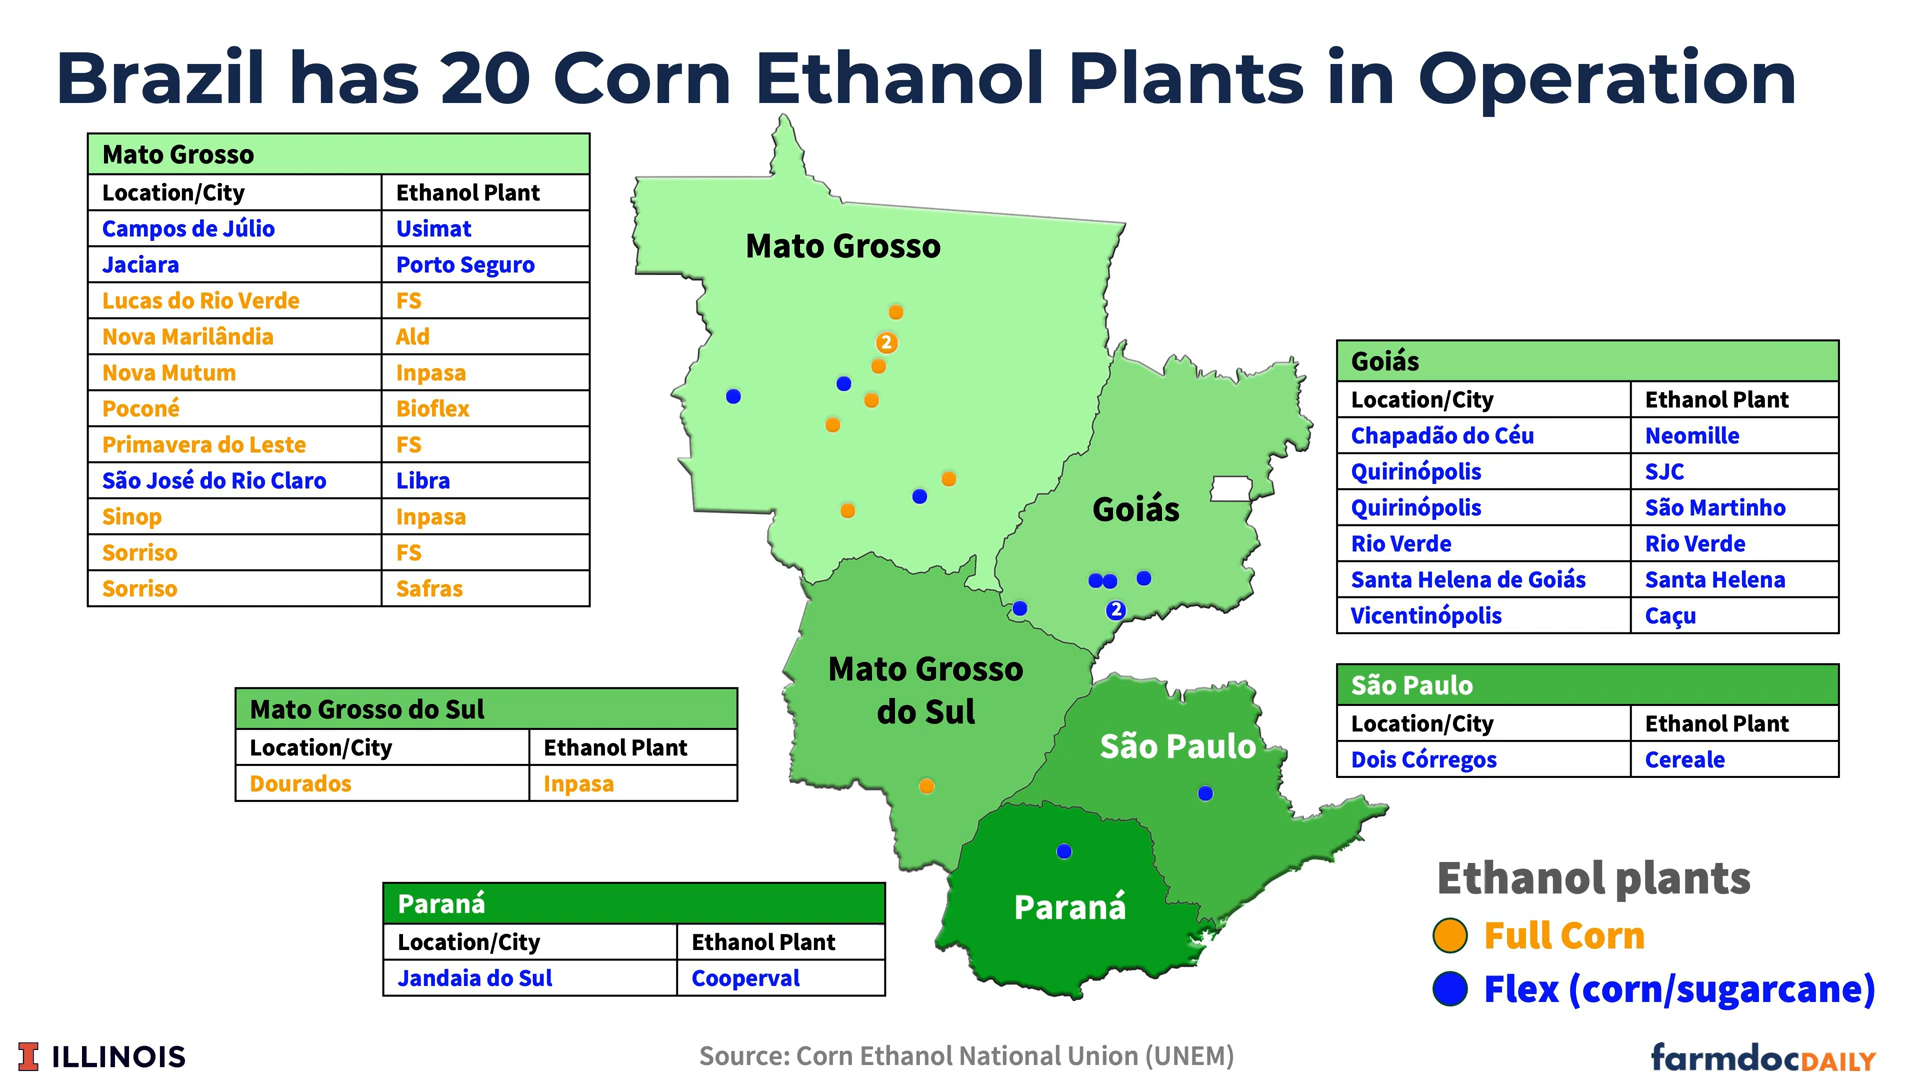 Brazil has 20 Corn Ethanol Plants in Operation
Mato Grosso
Location/City Ethanol Plant
Campos de Júlio Usimat
Jaciara Porto Seguro
Lucas do Rio Verde FS
Nova Marilândia Ald
Nova Mutum Inpasa
Poconé Bioflex
Primavera do Leste FS
São José do Rio Claro Libra
Sinop Inpasa
Sorriso FS
Sorriso Safras
Mato Grosso
2
Goiás
2
Mato Grosso
do Sul
São Paulo
Paraná
Goiás
Location/City Ethanol Plant
Chapadão do Céu Neomille
Quirinópolis SJC
Quirinópolis São Martinho
Rio Verde Rio Verde
Santa Helena de Goiás Santa Helena
Vicentinópolis Caçu
São Paulo
Location/City Ethanol Plant
Dois Córregos Cereale
Mato Grosso do Sul
Location/City Ethanol Plant
Dourados Inpasa
Paraná
Location/City Ethanol Plant
Jandaia do Sul Cooperval
Ethanol plants
Full Corn
Flex (corn/sugarcane)
I ILLINOIS
Source: Corn Ethanol National Union (UNEM)
farmdocDAILY